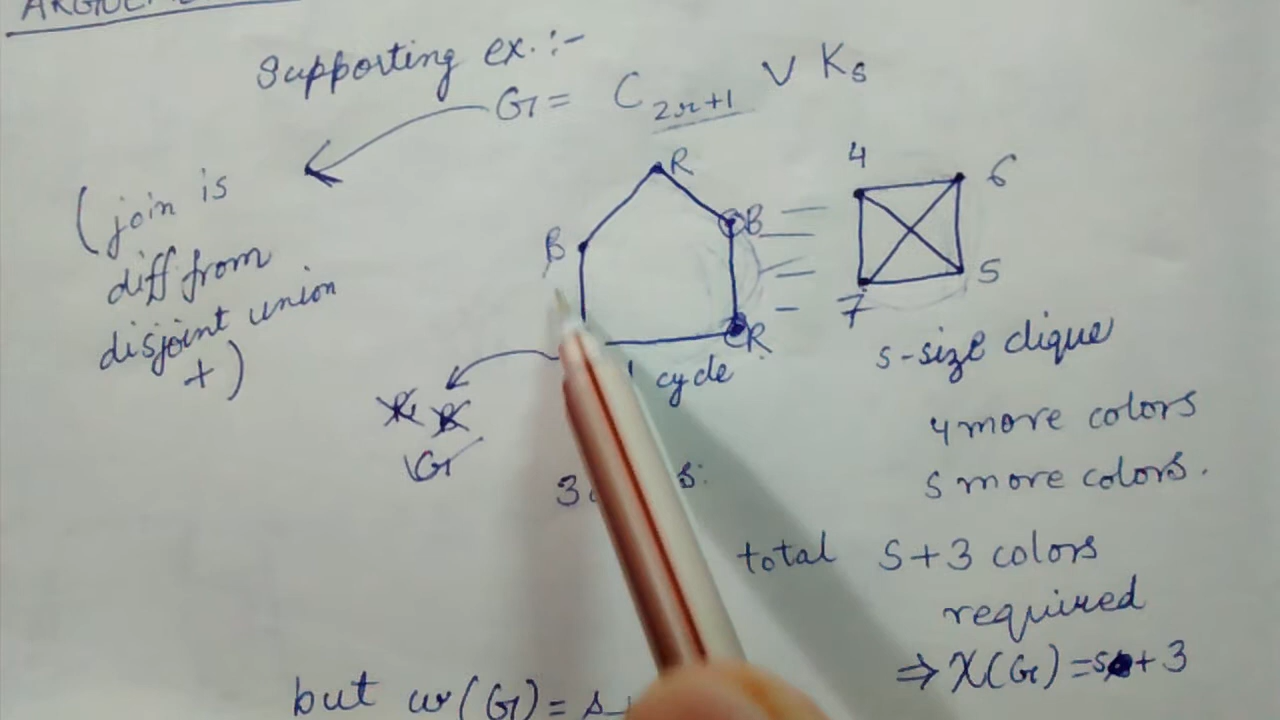 Supporting ex. :-
G = C2r+1 ∨ Ks
(join is
diff from
disjoint union
+)
R
B
B
R
4
6
7
5
cycle
R B
G
3
s-size clique
4 more colors
s more colors.
total s+3 colors
required
⇒ χ(G) = s + 3
but ω(G) = s